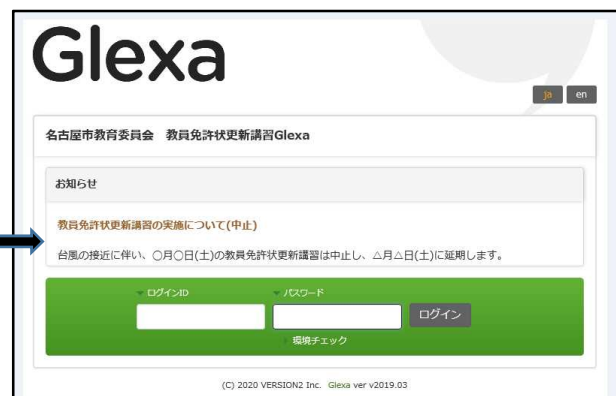 Glexa
ja en
名古屋市教育委員会 教員免許状更新講習Glexa
お知らせ
教員免許状更新講習の実施について(中止)
台風の接近に伴い、○月○日(土)の教員免許状更新講習は中止し、△月△日(土)に延期します。
ログインID パスワード
ログイン
環境チェック
(C) 2020 VERSION2 Inc. Glexa ver v2019.03